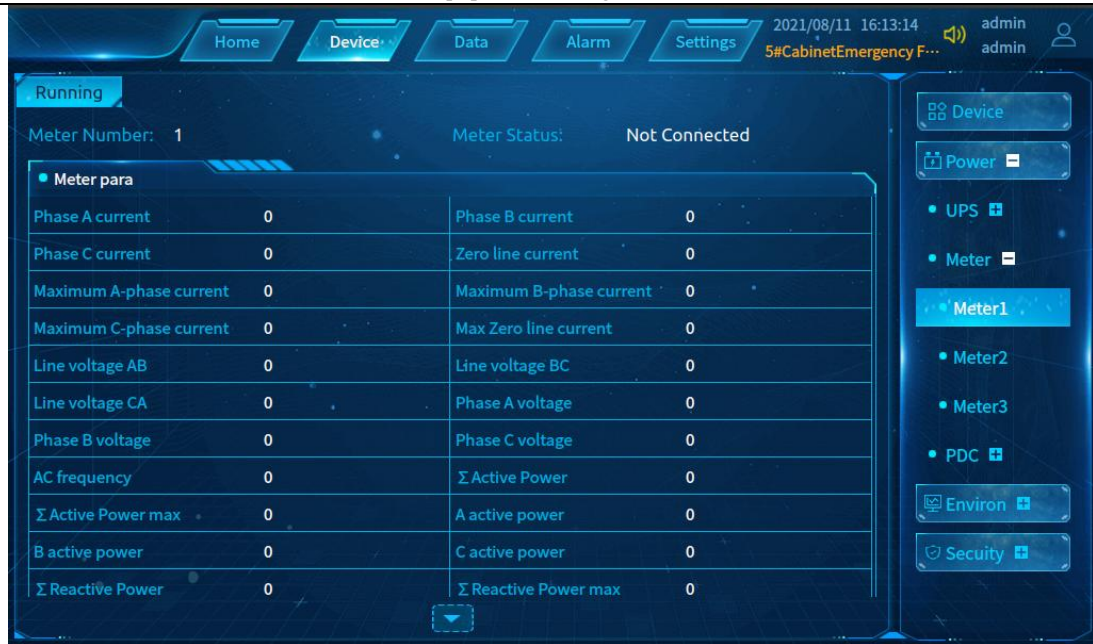 Home Device Data Alarm Settings 2021/08/11 16:13:14 admin
5#CabinetEmergency F··· admin
Running
Meter Number: 1 Meter Status: Not Connected
Meter para
Phase A current 0 Phase B current 0
Phase C current 0 Zero line current 0
Maximum A-phase current 0 Maximum B-phase current 0
Maximum C-phase current 0 Max Zero line current 0
Line voltage AB 0 Line voltage BC 0
Line voltage CA 0 Phase A voltage 0
Phase B voltage 0 Phase C voltage 0
AC frequency 0 ΣActive Power 0
ΣActive Power max 0 A active power 0
B active power 0 C active power 0
ΣReactive Power 0 ΣReactive Power max 0
Device
Power
UPS
Meter
Meter1
Meter2
Meter3
PDC
Environ
Secuity